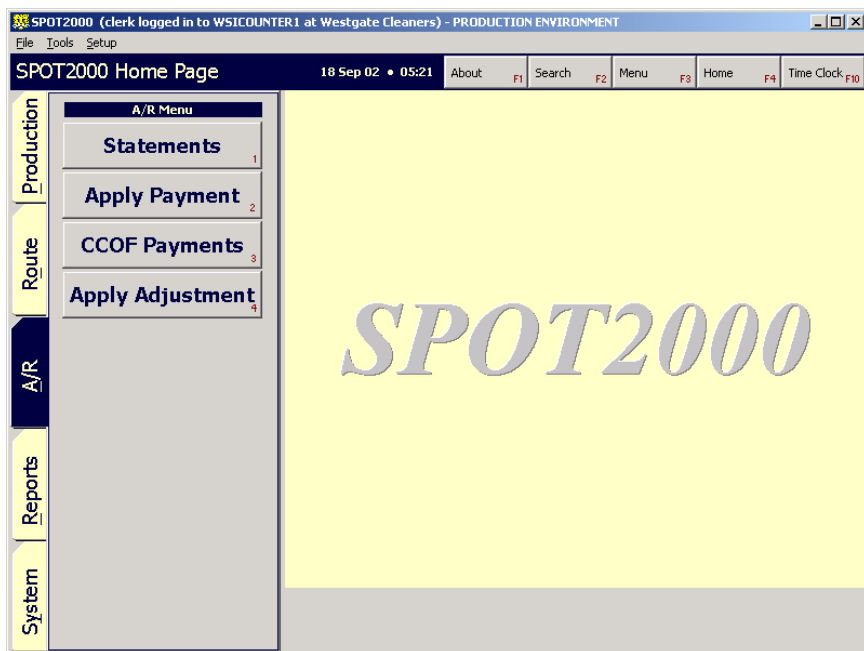 SPOT2000 (clerk logged in to WSICOUNTER1 at Westgate Cleaners) - PRODUCTION ENVIRONMENT
File Tools Setup
SPOT2000 Home Page 18 Sep 02 • 05:21 About F1 Search F2 Menu F3 Home F4 Time Clock F10
Production
Route
A/R
Reports
System
A/R Menu
Statements 1
Apply Payment 2
CCOF Payments 3
Apply Adjustment 4
SPOT2000